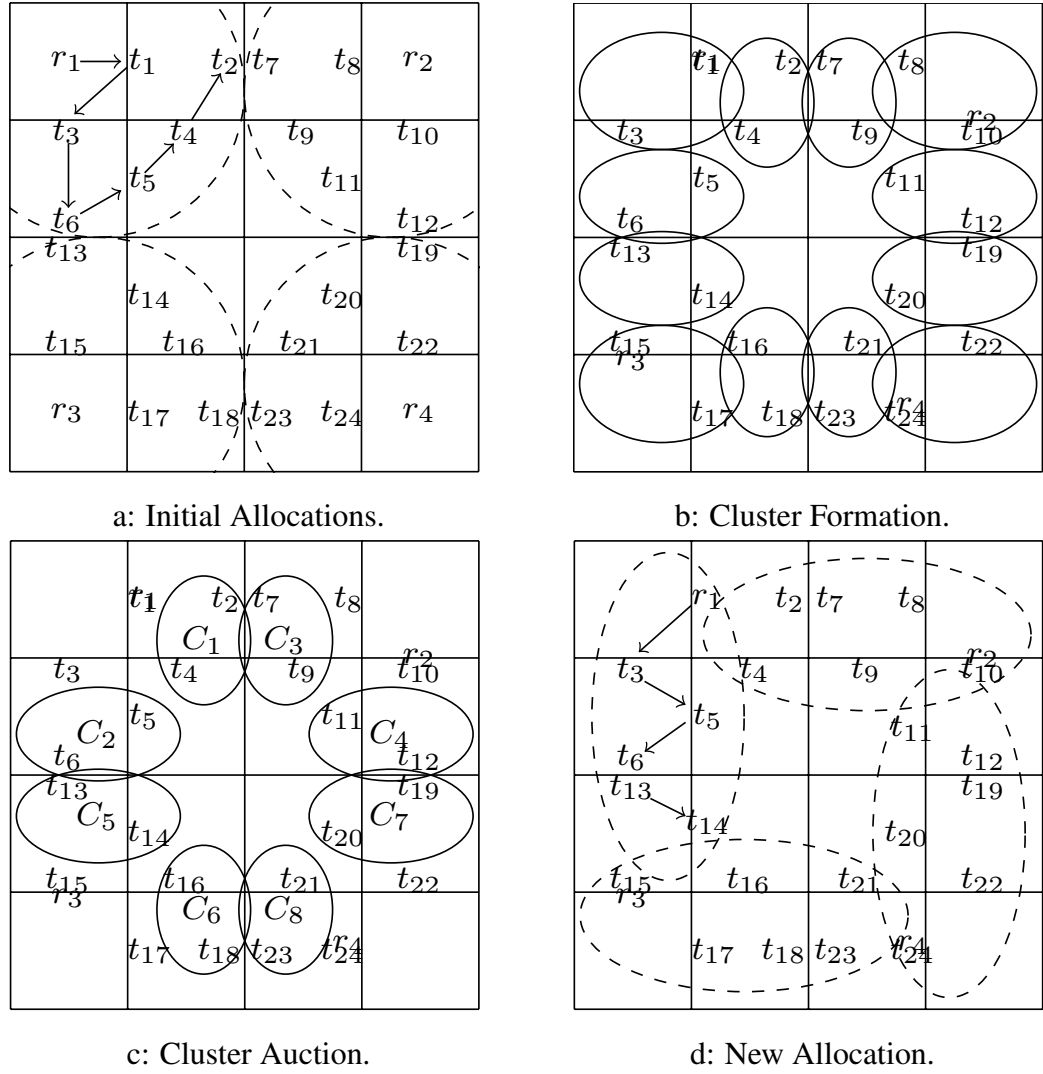 r1 t1 t2 t7 t8 r2
t3 t4 t9 t10
t5 t11
t6 t12
t13 t19
t14 t20
t15 t16 t21 t22
r3 t17 t18 t23 t24 r4
a: Initial Allocations.
r1 t1 t2 t7 t8
r2
t3 t4 t9 t10
t5 t11
t6 t12
t13 t19
t14 t20
t15 t16 t21 t22
r3
r4
t17 t18 t23 t24
b: Cluster Formation.
r1 t1 t2 t7 t8
C1 C3
r2
t3 t4 t9 t10
t5 t11
C2 C4
t6 t12
t13 t19
C5 C7
t14 t20
t15 t16 t21 t22
r3
C6 C8
r4
t17 t18 t23 t24
c: Cluster Auction.
r1 t2 t7 t8
r2
t3 t4 t9 t10
t5 t11
t6 t12
t13 t19
t14 t20
t15 t16 t21 t22
r3
r4
t17 t18 t23 t24
d: New Allocation.